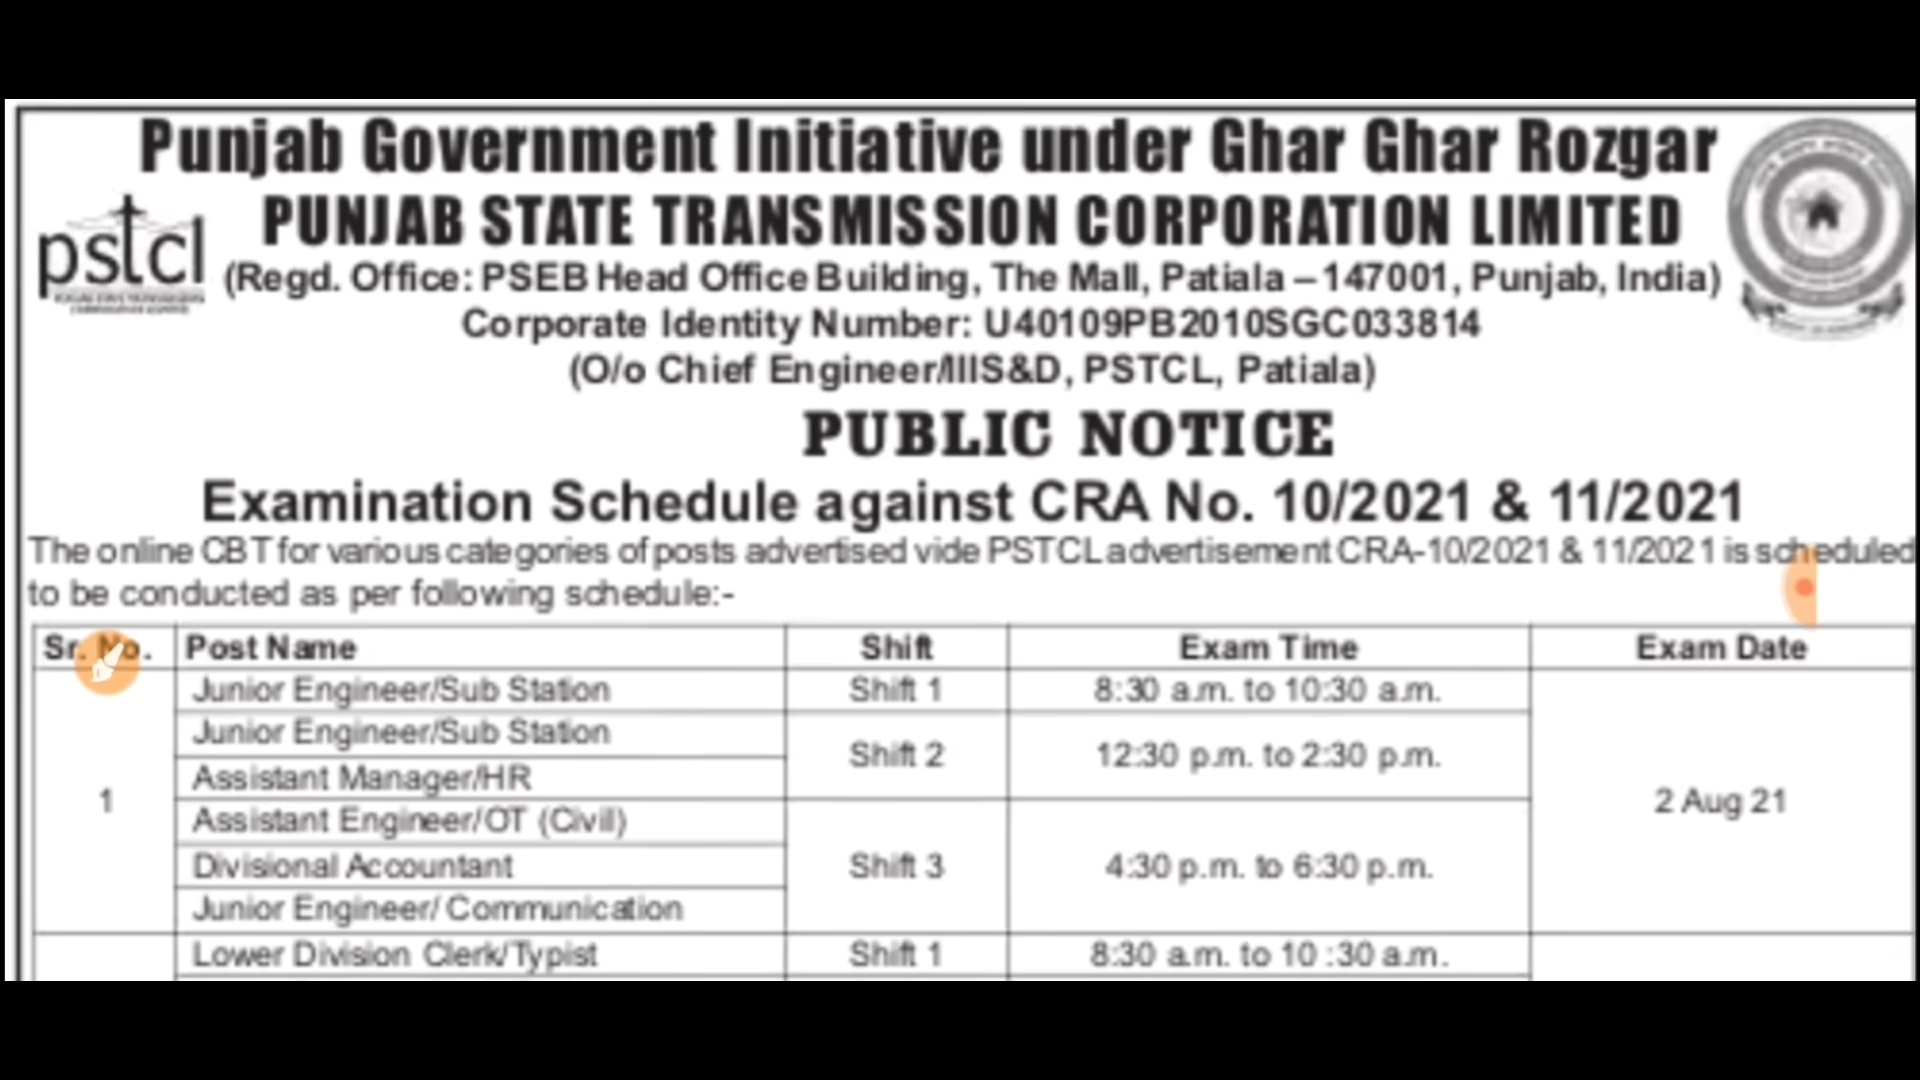 Punjab Government Initiative under Ghar Ghar Rozgar
PUNJAB STATE TRANSMISSION CORPORATION LIMITED
pstcl
(Regd. Office: PSEB Head Office Building, The Mall, Patiala – 147001, Punjab, India)
Corporate Identity Number: U40109PB2010SGC033814
(O/o Chief Engineer/IIIS&D, PSTCL, Patiala)
PUBLIC NOTICE
Examination Schedule against CRA No. 10/2021 & 11/2021
The online CBT for various categories of posts advertised vide PSTCL advertisement CRA-10/2021 & 11/2021 is scheduled
to be conducted as per following schedule:-
Sr. No. Post Name Shift Exam Time Exam Date
1 Junior Engineer/Sub Station Shift 1 8:30 a.m. to 10:30 a.m. 2 Aug 21
Junior Engineer/Sub Station Shift 2 12:30 p.m. to 2:30 p.m.
Assistant Manager/HR
Assistant Engineer/OT (Civil) Shift 3 4:30 p.m. to 6:30 p.m.
Divisional Accountant
Junior Engineer/ Communication
Lower Division Clerk/Typist Shift 1 8:30 a.m. to 10 :30 a.m.